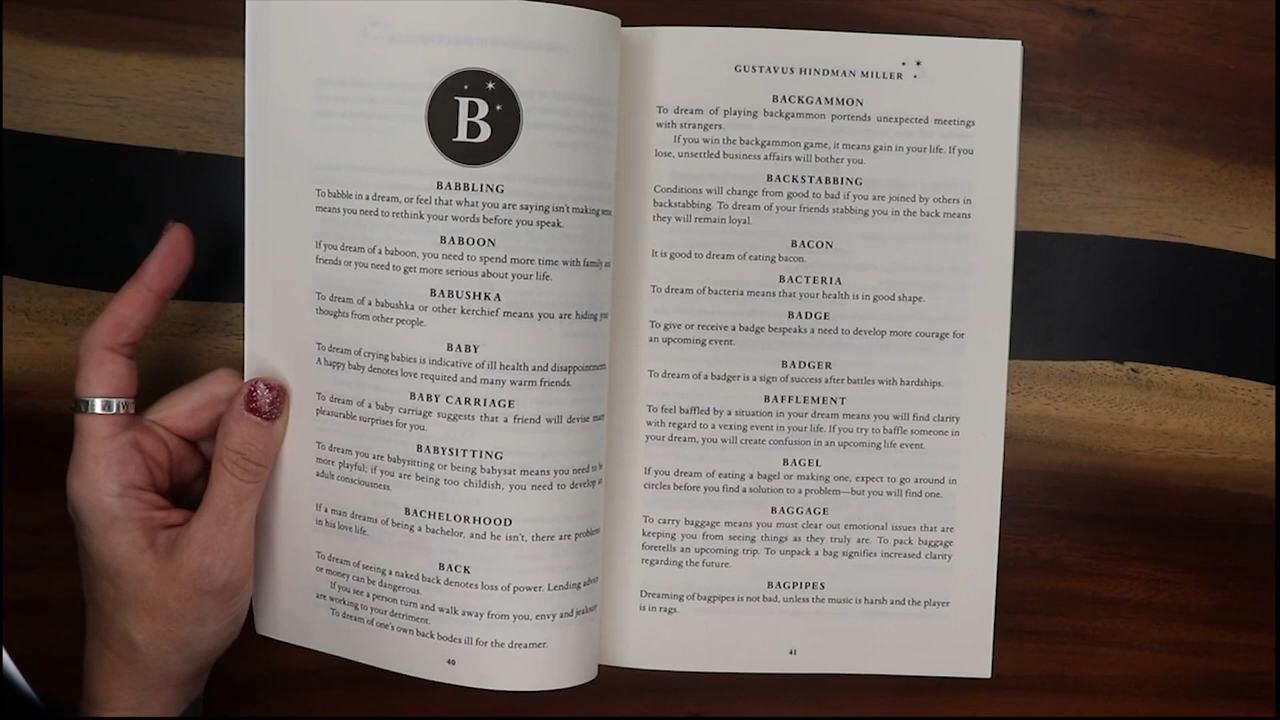 B
BABBLING
To babble in a dream, or feel that what you are saying isn't making sense
means you need to rethink your words before you speak.
BABOON
If you dream of a baboon, you need to spend more time with family and
friends or you need to get more serious about your life.
BABUSHKA
To dream of a babushka or other kerchief means you are hiding your
thoughts from other people.
BABY
To dream of crying babies is indicative of ill health and disappointments.
A happy baby denotes love required and many warm friends.
BABY CARRIAGE
To dream of a baby carriage suggests that a friend will devise many
pleasurable surprises for you.
BABYSITTING
To dream you are babysitting or being babysat means you need to be
more playful; if you are being too childish, you need to develop an
adult consciousness.
BACHELORHOOD
If a man dreams of being a bachelor, and he isn't, there are problems
in his love life.
BACK
To dream of seeing a naked back denotes loss of power. Lending advice
or money can be dangerous.
If you see a person turn and walk away from you, envy and jealousy
are working to your detriment.
To dream of one's own back bodes ill for the dreamer.
40
GUSTAVUS HINDMAN MILLER
BACKGAMMON
To dream of playing backgammon portends unexpected meetings
with strangers.
If you win the backgammon game, it means gain in your life. If you
lose, unsettled business affairs will bother you.
BACKSTABBING
Conditions will change from good to bad if you are joined by others in
backstabbing. To dream of your friends stabbing you in the back means
they will remain loyal.
BACON
It is good to dream of eating bacon.
BACTERIA
To dream of bacteria means that your health is in good shape.
BADGE
To give or receive a badge bespeaks a need to develop more courage for
an upcoming event.
BADGER
To dream of a badger is a sign of success after battles with hardships.
BAFFLEMENT
To feel baffled by a situation in your dream means you will find clarity
with regard to a vexing event in your life. If you try to baffle someone in
your dream, you will create confusion in an upcoming life event.
BAGEL
If you dream of eating a bagel or making one, expect to go around in
circles before you find a solution to a problem—but you will find one.
BAGGAGE
To carry baggage means you must clear out emotional issues that are
keeping you from seeing things as they truly are. To pack baggage
foretells an upcoming trip. To unpack a bag signifies increased clarity
regarding the future.
BAGPIPES
Dreaming of bagpipes is not bad, unless the music is harsh and the player
is in rags.
41